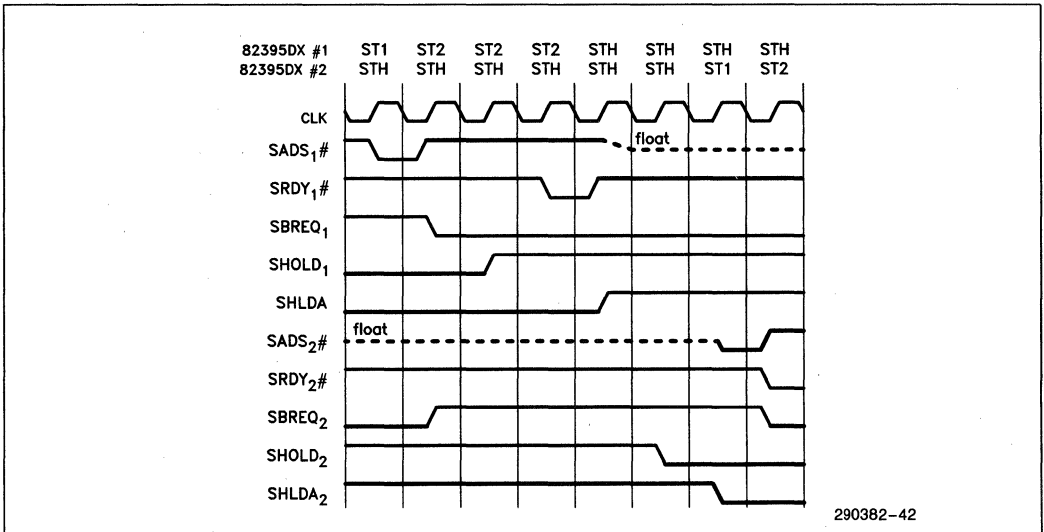 82395DX #1 ST1 ST2 ST2 ST2 STH STH STH STH
82395DX #2 STH STH STH STH STH STH ST1 ST2
CLK
SADS₁# float
SRDY₁#
SBREQ₁
SHOLD₁
SHLDA
float
SADS₂#
SRDY₂#
SBREQ₂
SHOLD₂
SHLDA₂
290382-42